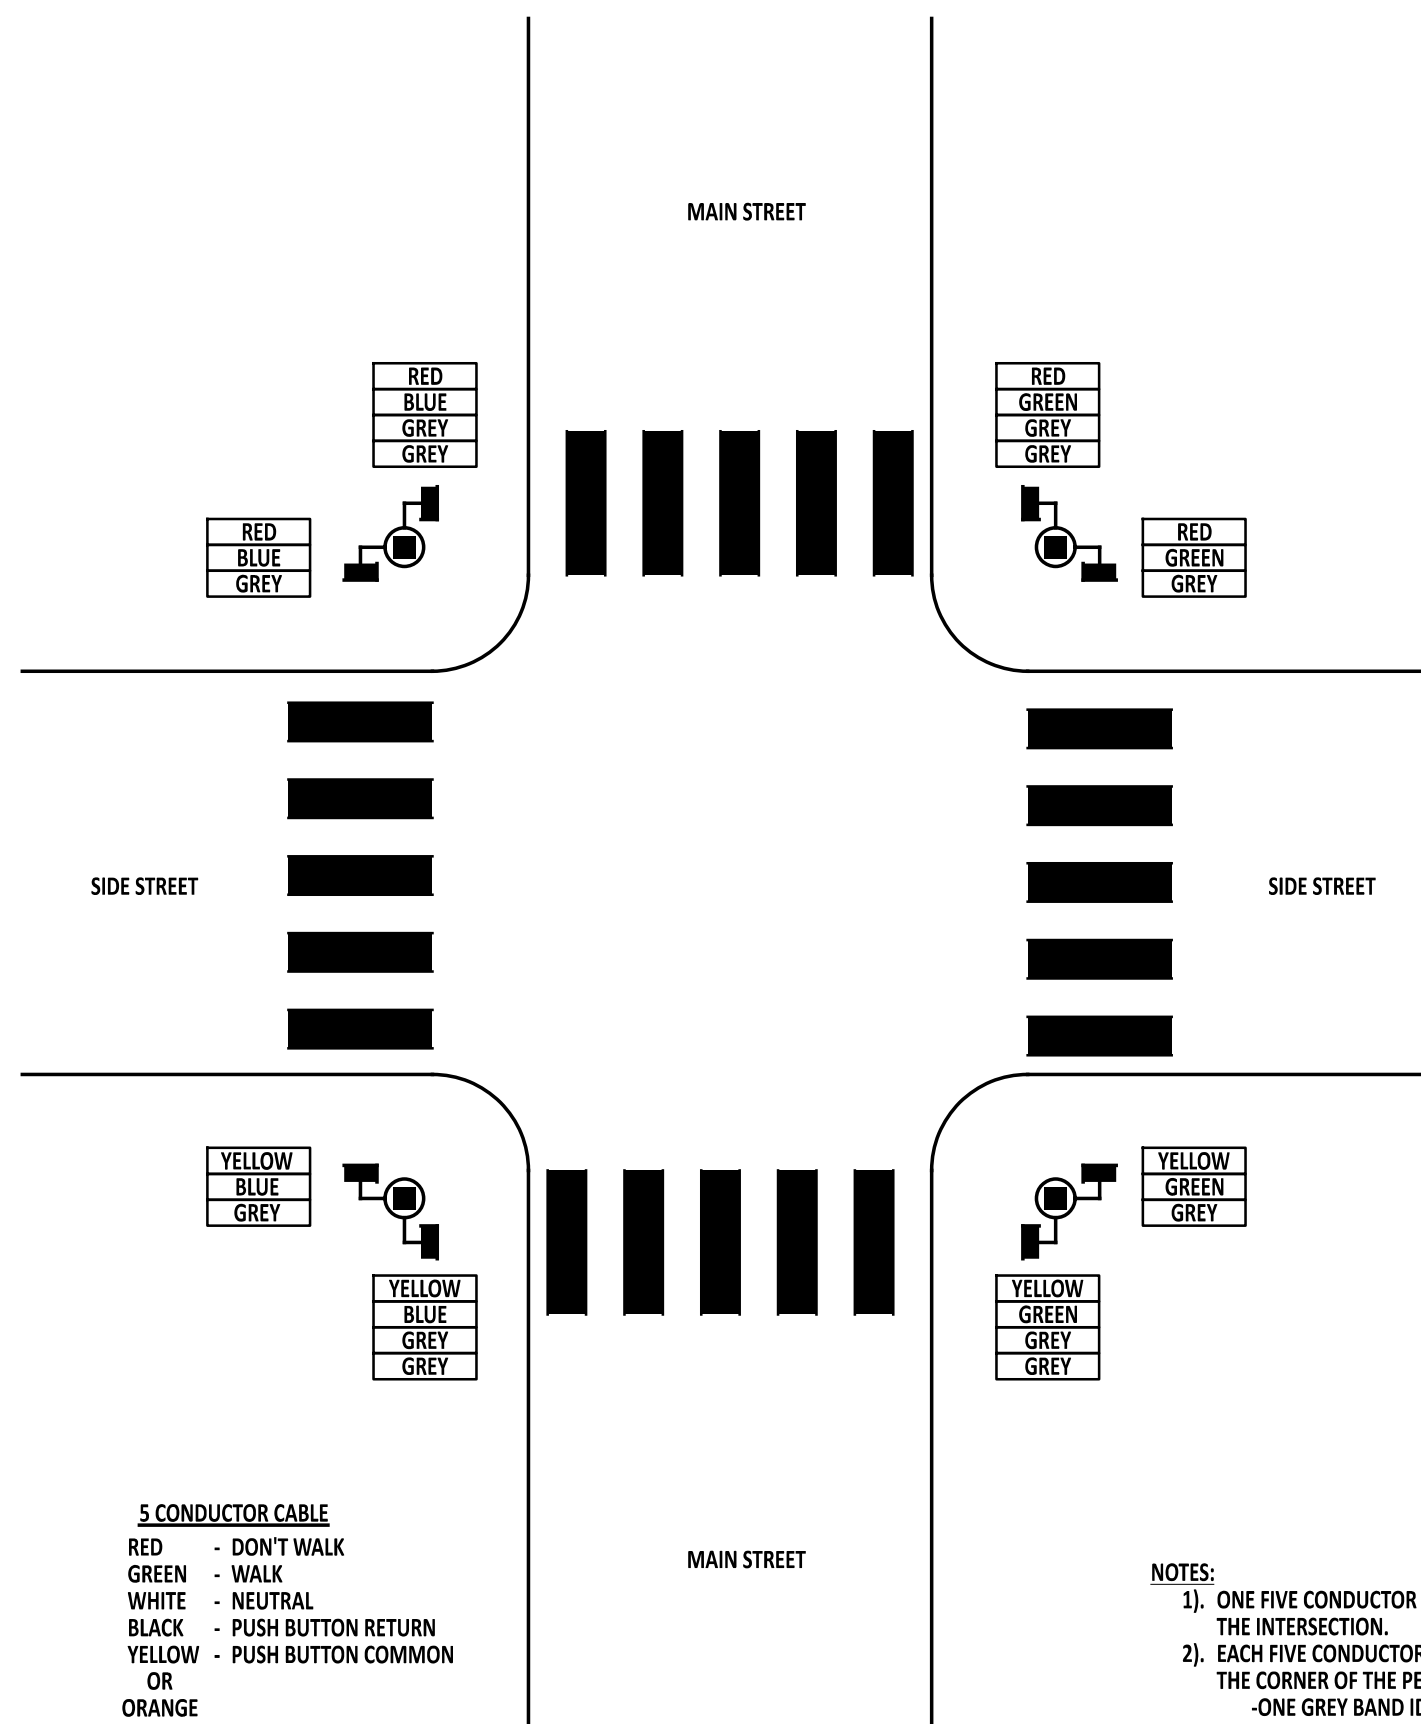 MAIN STREET
RED
BLUE
GREY
GREY
RED
GREEN
GREY
GREY
RED
BLUE
GREY
RED
GREEN
GREY
SIDE STREET
SIDE STREET
YELLOW
BLUE
GREY
YELLOW
GREEN
GREY
YELLOW
BLUE
GREY
GREY
YELLOW
GREEN
GREY
GREY
5 CONDUCTOR CABLE
RED - DON'T WALK
GREEN - WALK
WHITE - NEUTRAL
BLACK - PUSH BUTTON RETURN
YELLOW - PUSH BUTTON COMMON
OR
ORANGE
MAIN STREET
NOTES:
1). ONE FIVE CONDUCTOR
THE INTERSECTION.
2). EACH FIVE CONDUCTOR
THE CORNER OF THE
-ONE GREY BAND